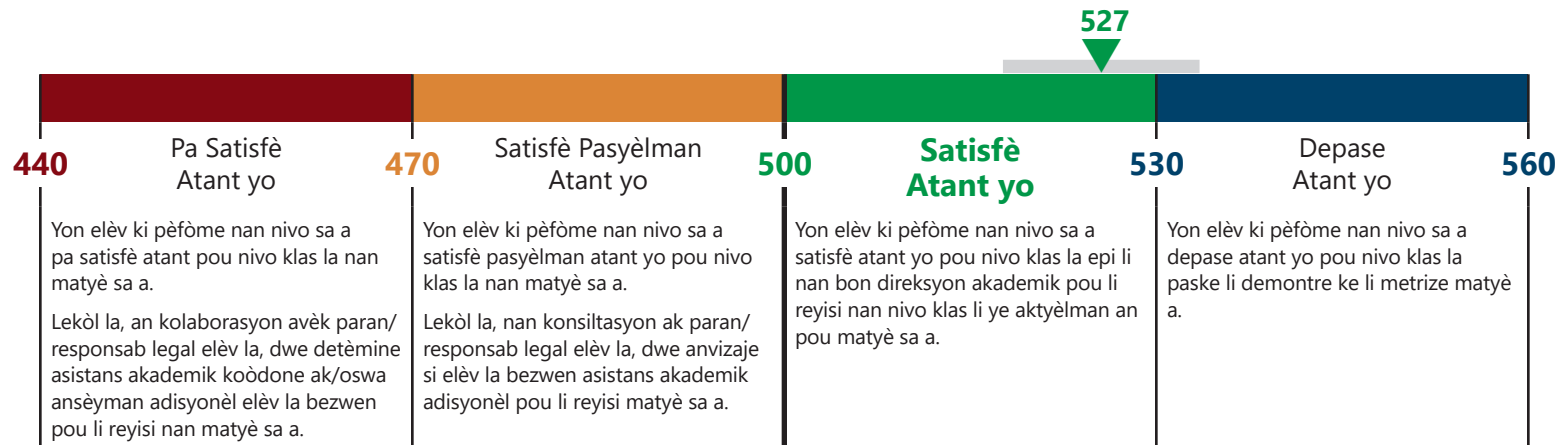 527
440
Pa Satisfè
Atant yo
470
Satisfè Pasyèlman
Atant yo
500
Satisfè
Atant yo
530
Depase
Atant yo
560
Yon elèv ki pèfòme nan nivo sa a
pa satisfè atant pou nivo klas la nan
matyè sa a.
Lekòl la, an kolaborasyon avèk paran/
responsab legal elèv la, dwe detèmine
asistans akademik koòdone ak/oswa
ansèyman adisyonèl elèv la bezwen
pou li reyisi nan matyè sa a.
Yon elèv ki pèfòme nan nivo sa a
satisfè pasyèlman atant yo pou nivo
klas la nan matyè sa a.
Lekòl la, nan konsiltasyon ak paran/
responsab legal elèv la, dwe anvizaje
si elèv la bezwen asistans akademik
adisyonèl pou li reyisi matyè sa a.
Yon elèv ki pèfòme nan nivo sa a
satisfè atant yo pou nivo klas la epi li
nan bon direksyon akademik pou li
reyisi nan nivo klas li ye aktyèlman an
pou matyè sa a.
Yon elèv ki pèfòme nan nivo sa a
depase atant yo pou nivo klas la
paske li demontre ke li metrize matyè
a.